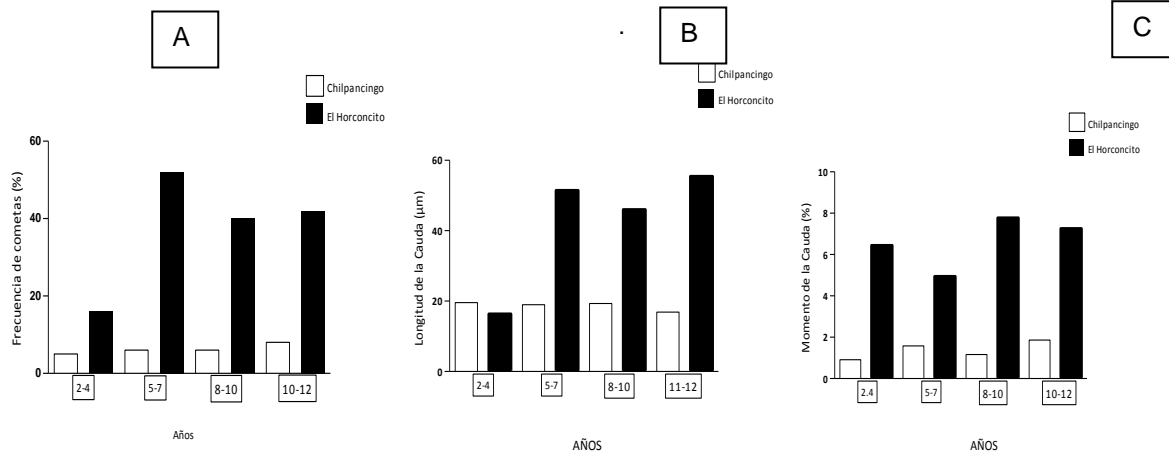 A
Chilpancingo
El Horconcito
Frecuencia de cometas (%)
60
40
20
0
2-4
5-7
8-10
10-12
Años
B
Chilpancingo
El Horconcito
Longitud de la Cauda (µm)
60
40
20
0
2-4
5-7
8-10
11-12
AÑOS
C
Chilpancingo
El Horconcito
Momento de la Cauda (%)
10
8
6
4
2
0
2.4
5-7
8-10
10-12
AÑOS